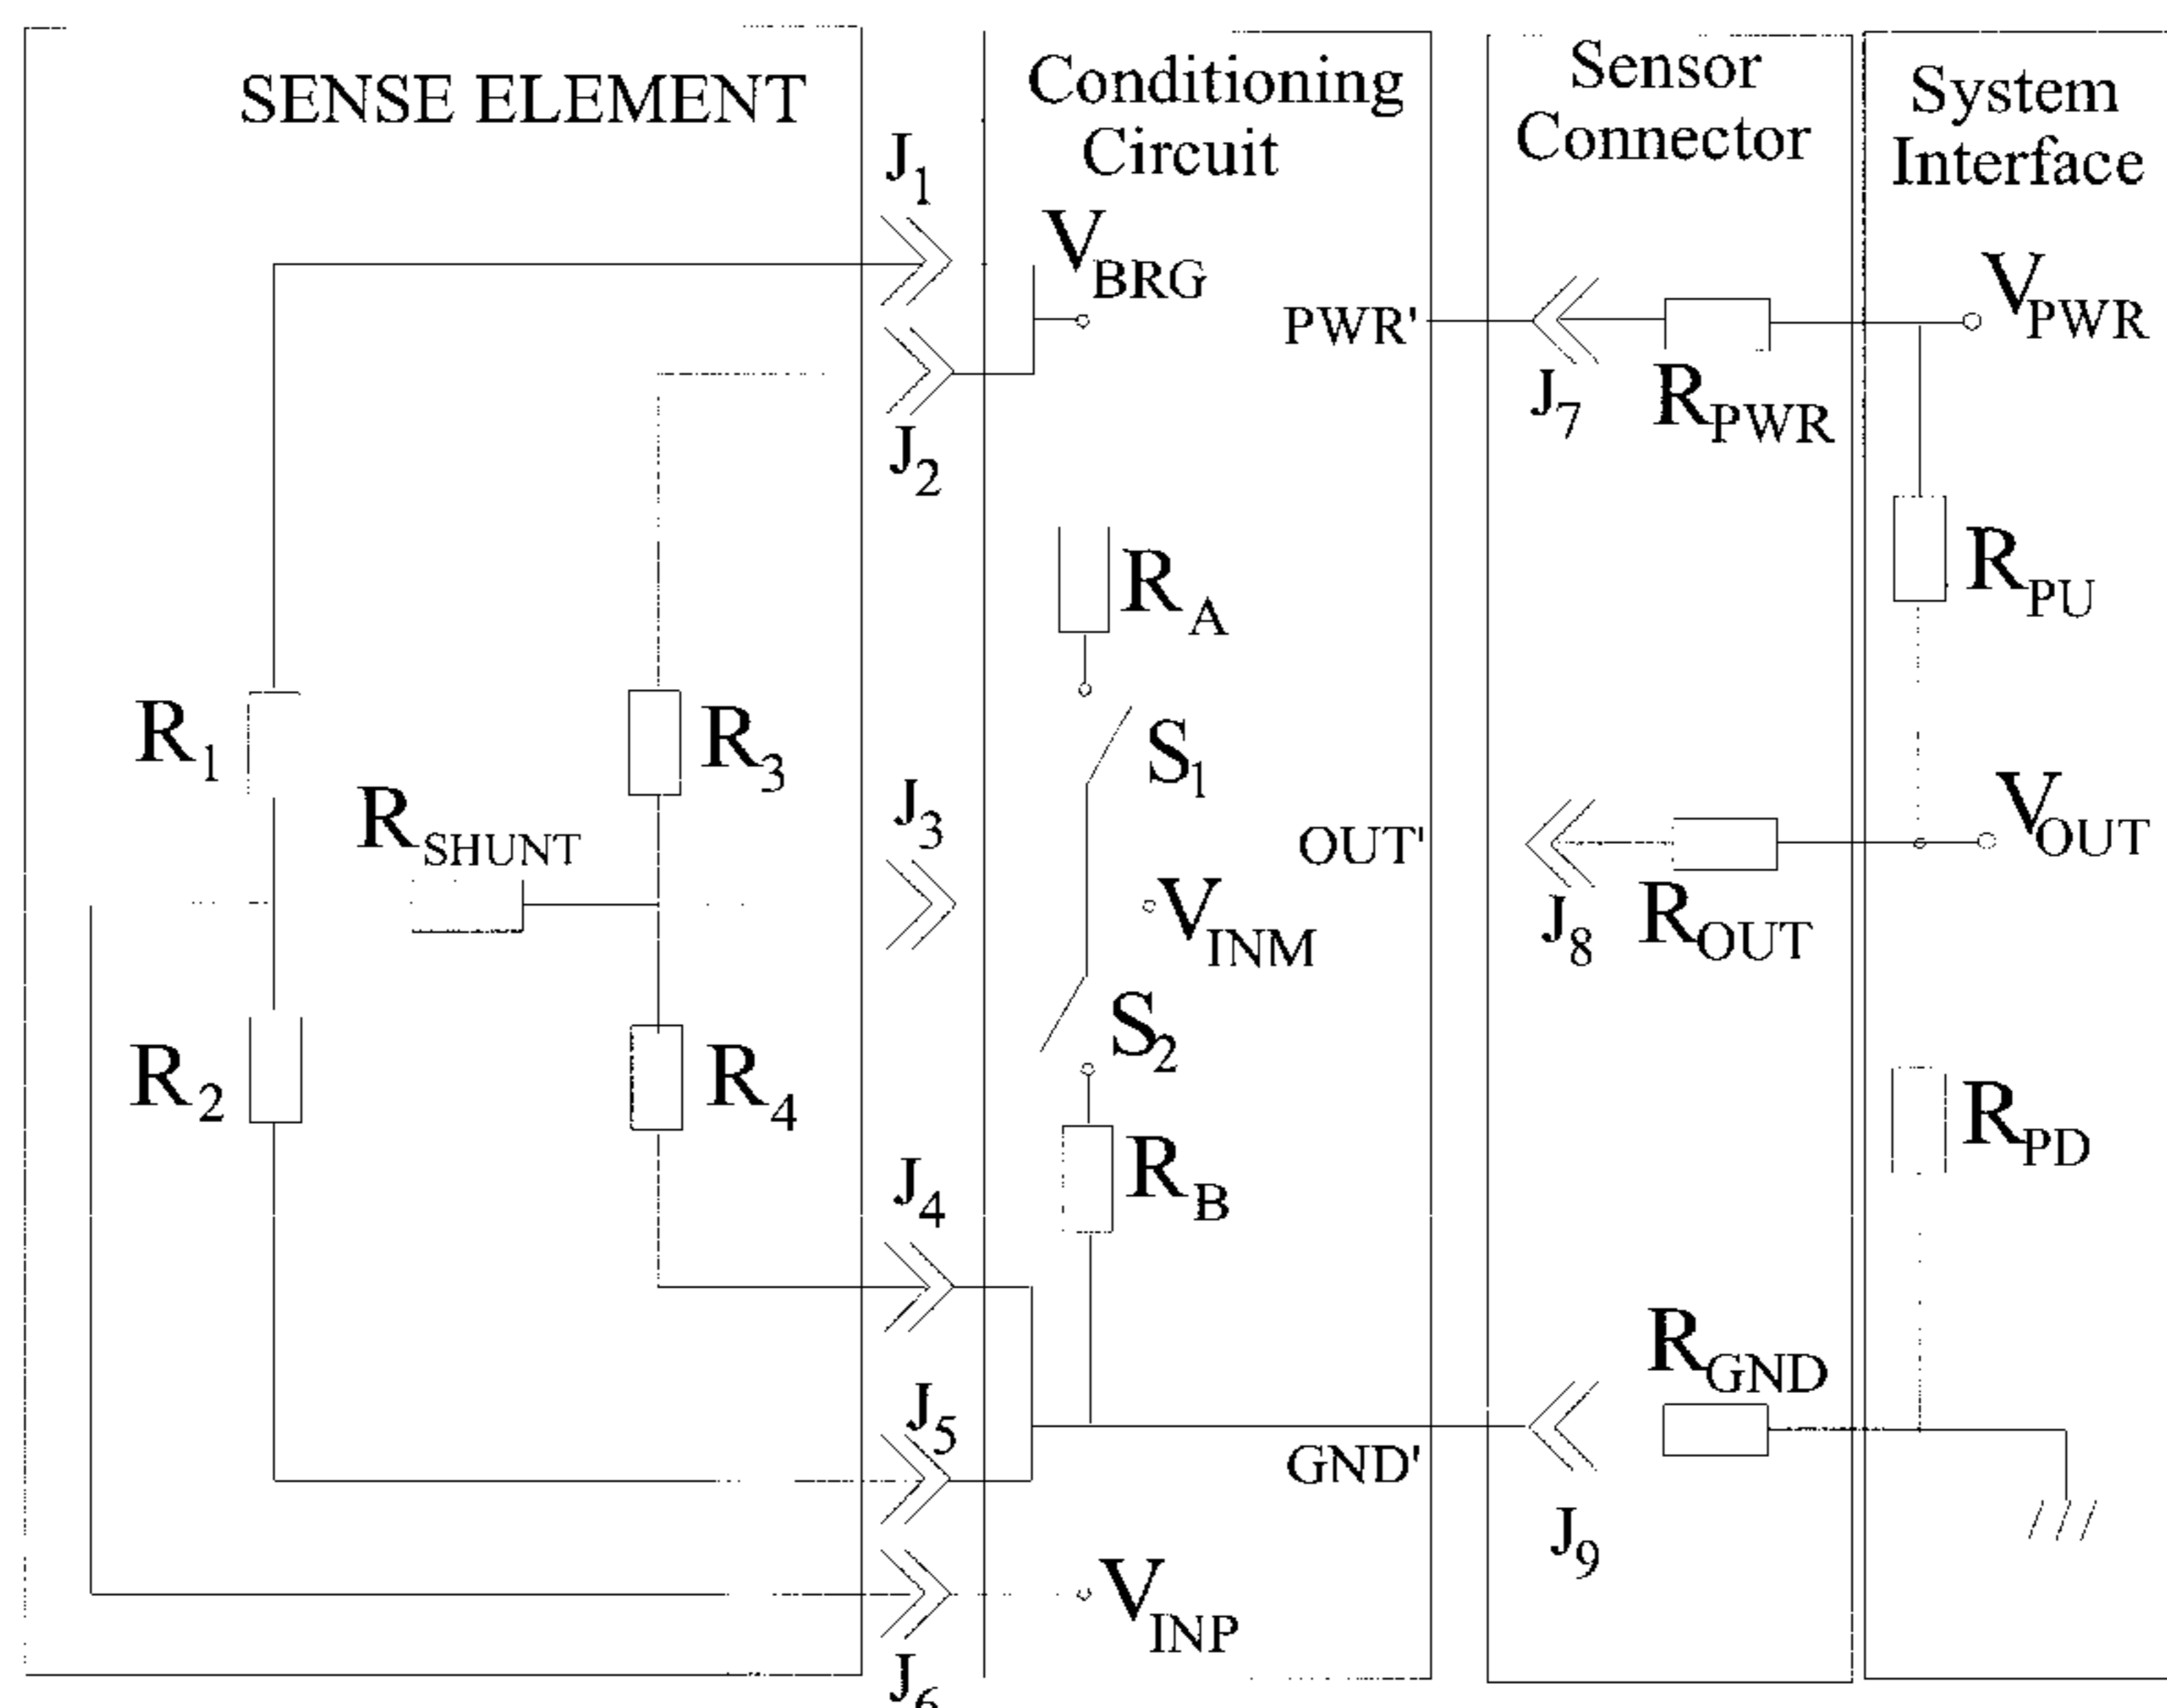 SENSE ELEMENT
Conditioning
Circuit
Sensor
Connector
System
Interface
J1
VBRG
PWR'
VPWR
J2
J7
RPWR
RA
RPU
R1
R3
S1
RSHUNT
J3
OUT'
VOUT
VINM
J8
ROUT
R2
R4
S2
RPD
J4
RB
RGND
J5
GND'
J9
VINP
J6